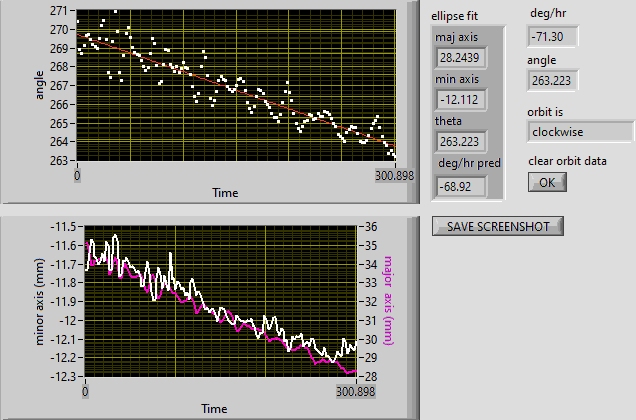 271
270
269
268
267
266
265
264
263
angle
0
300.898
Time
ellipse fit
maj axis
28.2439
min axis
-12.112
theta
263.223
deg/hr pred
-68.92
deg/hr
-71.30
angle
263.223
orbit is
clockwise
clear orbit data
OK
SAVE SCREENSHOT
-11.5
-11.6
-11.7
-11.8
-11.9
-12
-12.1
-12.2
-12.3
minor axis (mm)
36
35
34
33
32
31
30
29
28
major axis (mm)
0
300.898
Time